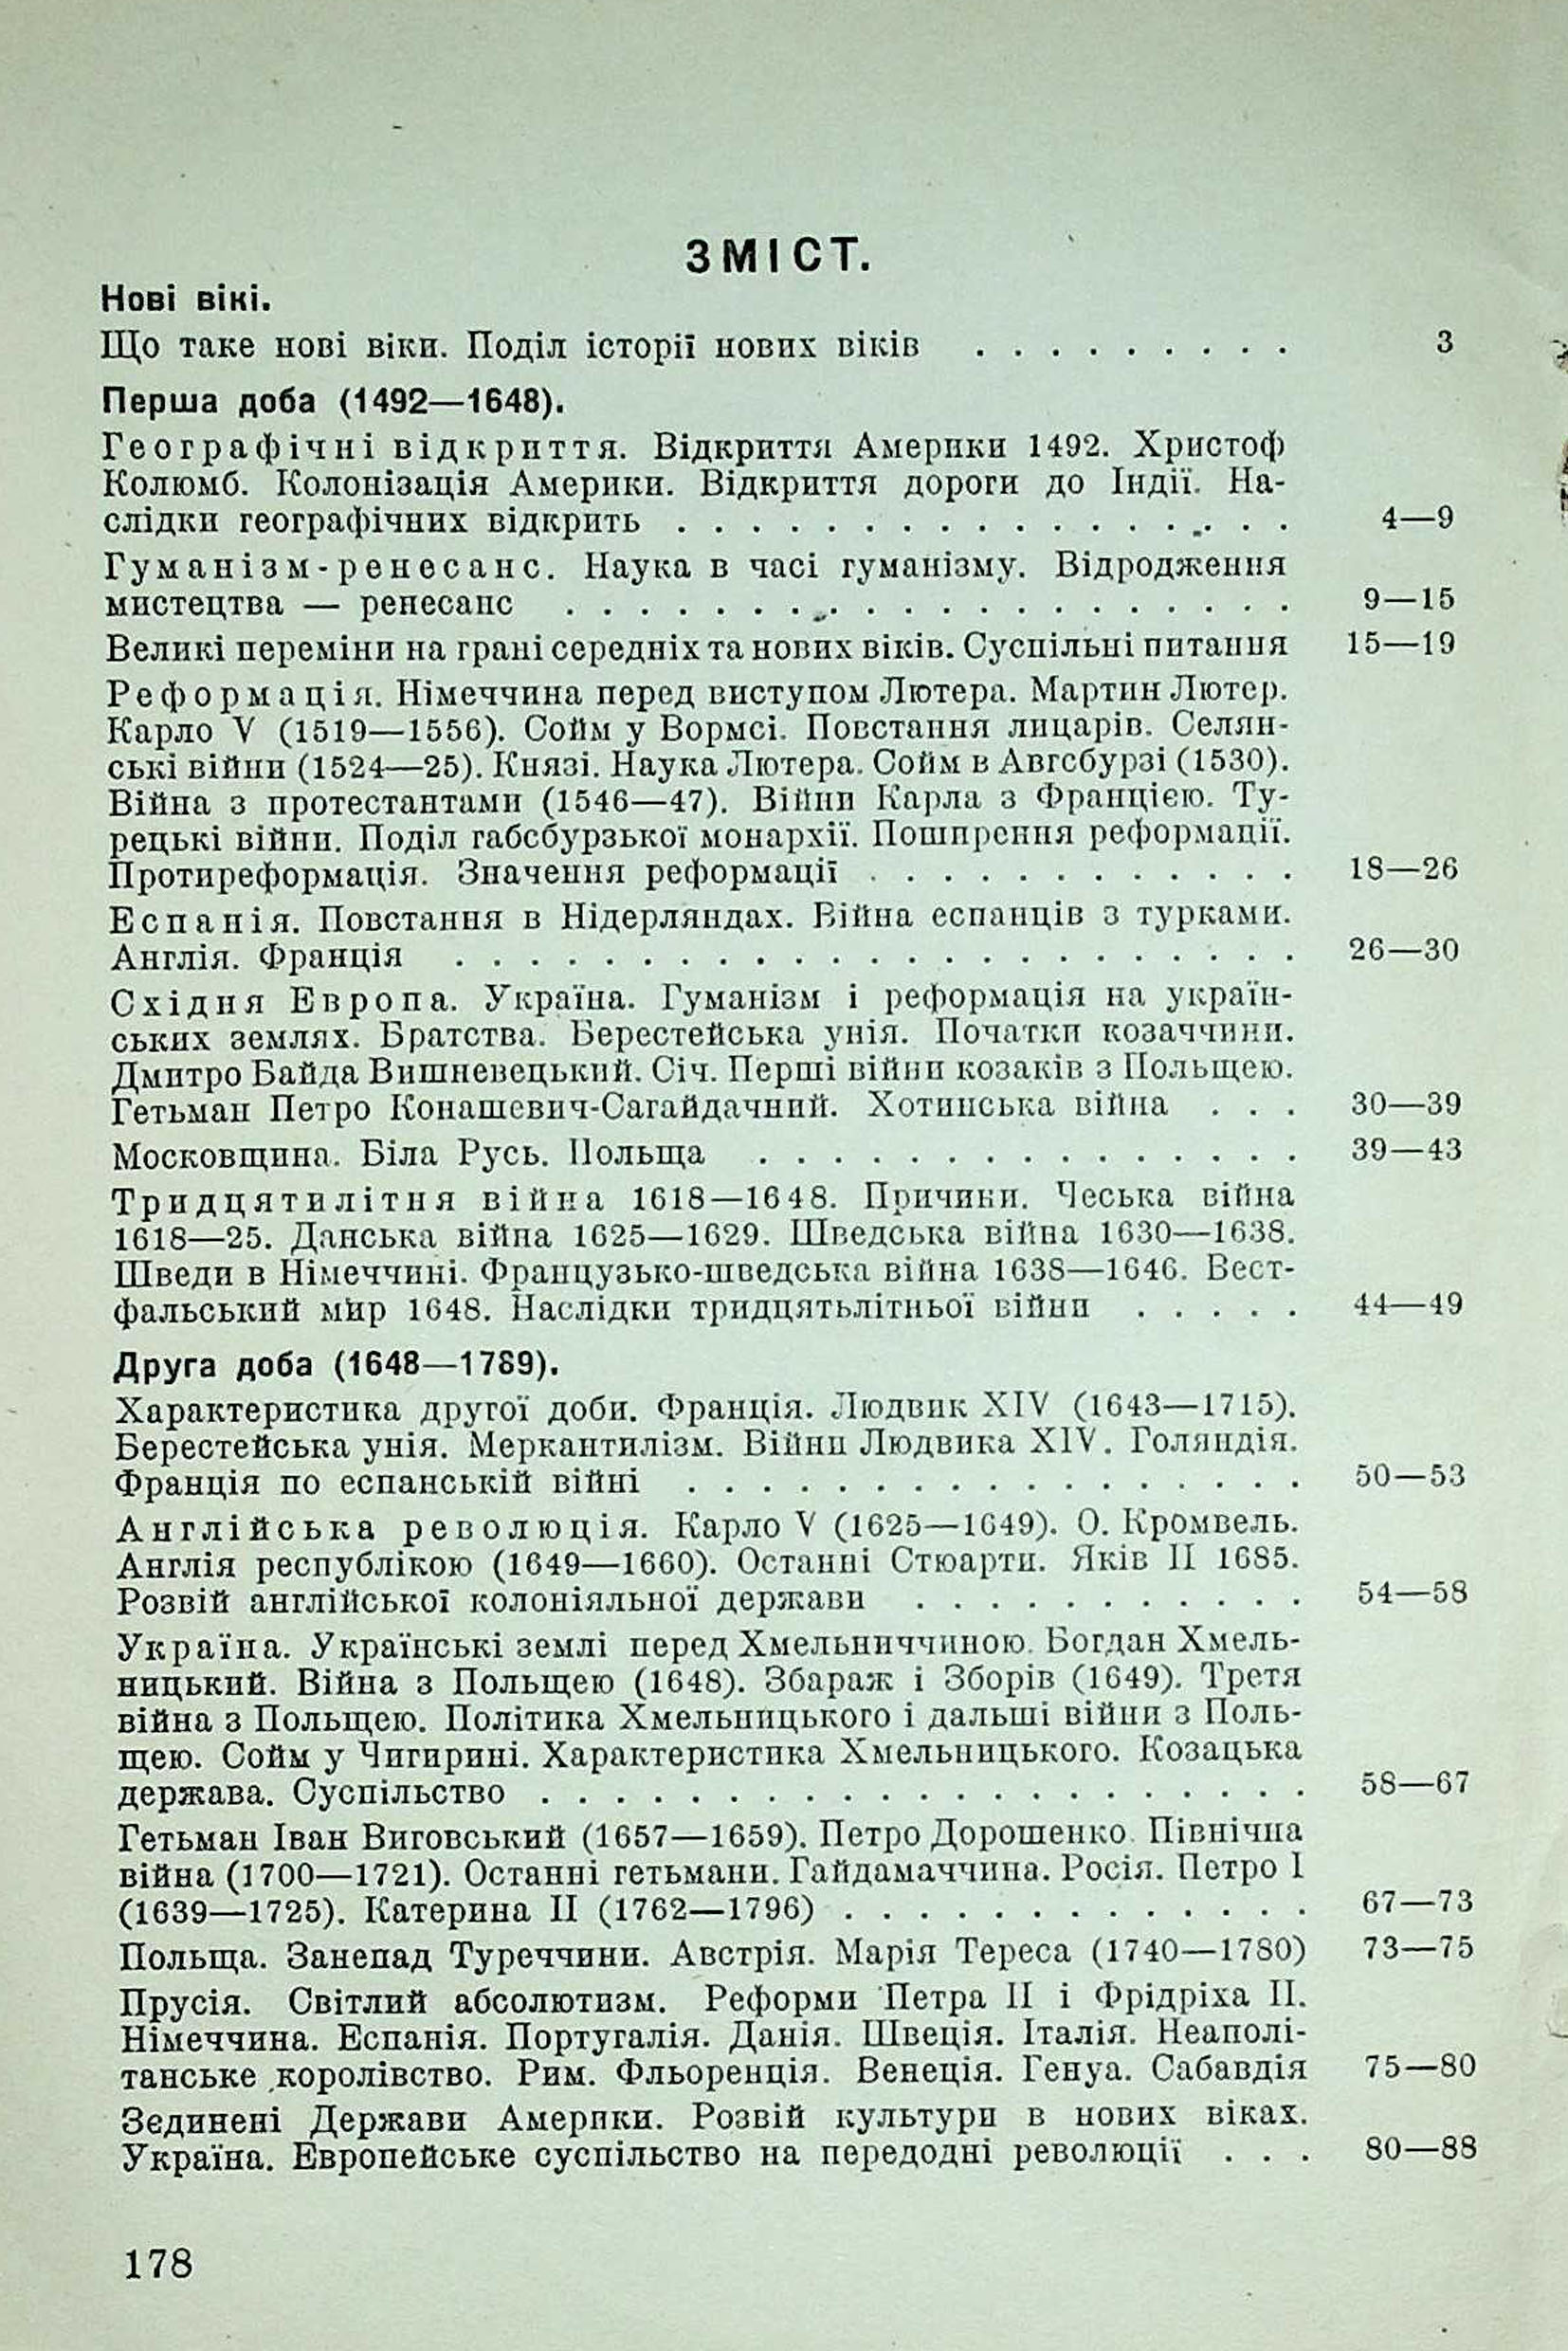 ЗМІСТ.
Нові вікі.
Що таке нові віки. Поділ історії нових віків . . . . . . . . . 3
Перша доба (1492—1648).
Географічні відкриття. Відкриття Америки 1492. Христоф
Колюмб. Колонізація Америки. Відкриття дороги до Індії. На-
слідки географічних відкрить . . . . . . . . . . . . . . . . . 4—9
Гуманізм-ренесанс. Наука в часі гуманізму. Відродження
мистецтва — ренесанс . . . . . . . . . . . . . . . . . . . . 9—15
Великі переміни на грані середніх та нових віків. Суспільні питання 15—19
Реформація. Німеччина перед виступом Лютера. Мартин Лютер.
Карло V (1519—1556). Сойм у Вормсі. Повстання лицарів. Селян-
ські війни (1524—25). Князі. Наука Лютера. Сойм в Авгсбурзі (1530).
Війна з протестантами (1546—47). Війни Карла з Францією. Ту-
рецькі війни. Поділ габсбурзької монархії. Поширення реформації.
Протиреформація. Значення реформації . . . . . . . . . . . . 18—26
Еспанія. Повстання в Нідерляндах. Війна еспанців з турками.
Англія. Франція . . . . . . . . . . . . . . . . . . . . . . . 26—30
Східня Европа. Україна. Гуманізм і реформація на україн-
ських землях. Братства. Берестейська унія. Початки козаччини.
Дмитро Байда Вишневецький. Січ. Перші війни козаків з Польщею.
Гетьман Петро Конашевич-Сагайдачний. Хотинська війна . . . 30—39
Московщина. Біла Русь. Польща . . . . . . . . . . . . . . . 39—43
Тридцятилітня війна 1618—1648. Причини. Чеська війна
1618—25. Данська війна 1625—1629. Шведська війна 1630—1638.
Шведи в Німеччині. Французько-шведська війна 1638—1646. Вест-
фальський мир 1648. Наслідки тридцятьлітньої війни . . . . . 44—49
Друга доба (1648—1789).
Характеристика другої доби. Франція. Людвик XIV (1643—1715).
Берестейська унія. Меркантилізм. Війни Людвика XIV. Голяндія.
Франція по еспанській війні . . . . . . . . . . . . . . . . . 50—53
Англійська революція. Карло V (1625—1649). О. Кромвель.
Англія республікою (1649—1660). Останні Стюарти. Яків II 1685.
Розвій англійської колоніяльної держави . . . . . . . . . . . 54—58
Україна. Українські землі перед Хмельниччиною. Богдан Хмель-
ницький. Війна з Польщею (1648). Збараж і Зборів (1649). Третя
війна з Польщею. Політика Хмельницького і дальші війни з Поль-
щею. Сойм у Чигирині. Характеристика Хмельницького. Козацька
держава. Суспільство . . . . . . . . . . . . . . . . . . . . . 58—67
Гетьман Іван Виговський (1657—1659). Петро Дорошенко. Північна
війна (1700—1721). Останні гетьмани. Гайдамаччина. Росія. Петро I
(1639—1725). Катерина II (1762—1796) . . . . . . . . . . . . . 67—73
Польща. Занепад Туреччини. Австрія. Марія Тереса (1740—1780) 73—75
Прусія. Світлий абсолютизм. Реформи Петра II і Фрідріха II.
Німеччина. Еспанія. Португалія. Данія. Швеція. Італія. Неаполі-
танське королівство. Рим. Фльоренція. Венеція. Генуа. Сабавдія 75—80
Зєдинені Держави Америки. Розвій культури в нових віках.
Україна. Европейське суспільство на передодні революції . . . 80—88
178